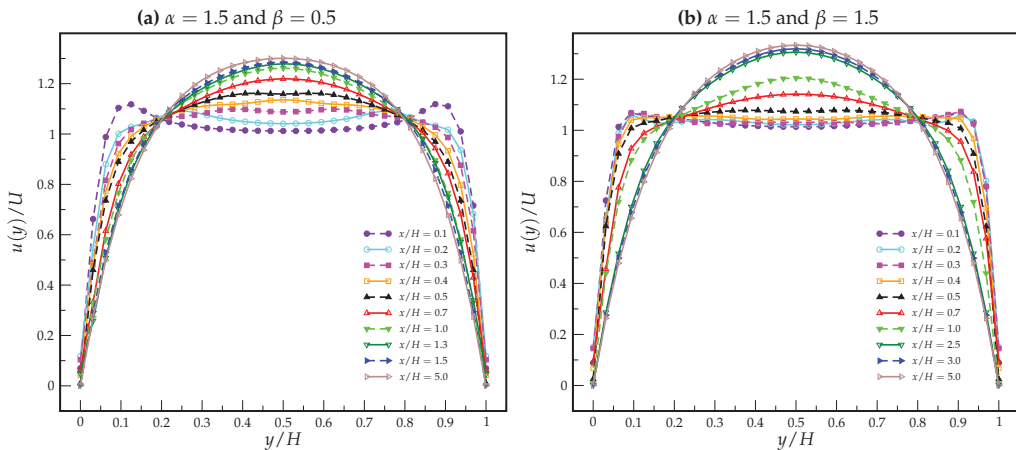 (a) α = 1.5 and β = 0.5
u(y)/U
1.2
1
1.2
0.8
0.6
0.4
0.2
0
x/H = 0.1
x/H = 0.2
x/H = 0.3
x/H = 0.4
x/H = 0.5
x/H = 0.7
x/H = 1.0
x/H = 1.3
x/H = 1.5
x/H = 5.0
0 0.1 0.2 0.3 0.4 0.5 0.6 0.7 0.8 0.9 1
y/H
(b) α = 1.5 and β = 1.5
u(y)/U
1.2
1
1.2
0.6
0.4
0.2
0
x/H = 0.1
x/H = 0.2
x/H = 0.3
x/H = 0.4
x/H = 0.5
x/H = 0.7
x/H = 1.0
x/H = 2.5
x/H = 3.0
x/H = 5.0
0 0.1 0.2 0.3 0.4 0.5 0.6 0.7 0.8 0.9 1
y/H